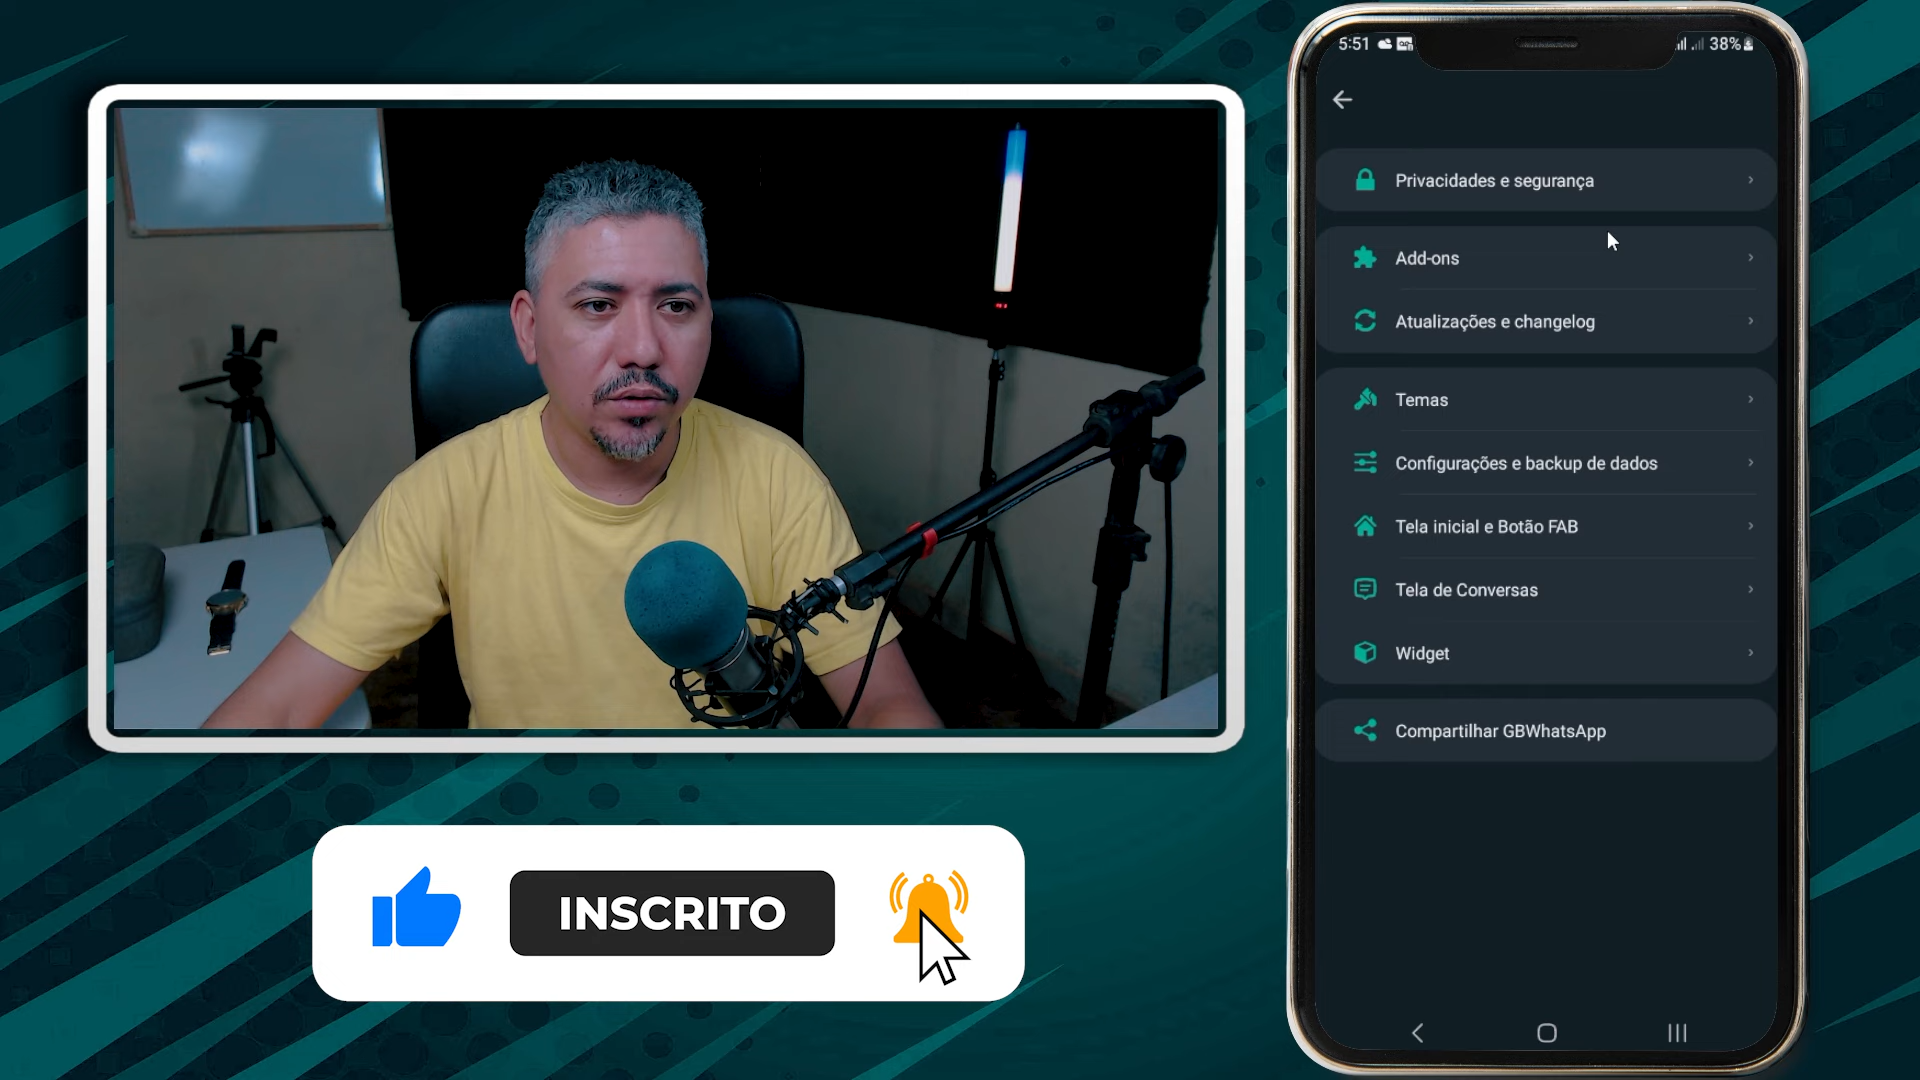 5:51
38%
Privacidades e segurança
Add-ons
Atualizações e changelog
Temas
Configurações e backup de dados
Tela inicial e Botão FAB
Tela de Conversas
Widget
Compartilhar GBWhatsApp
INSCRITO